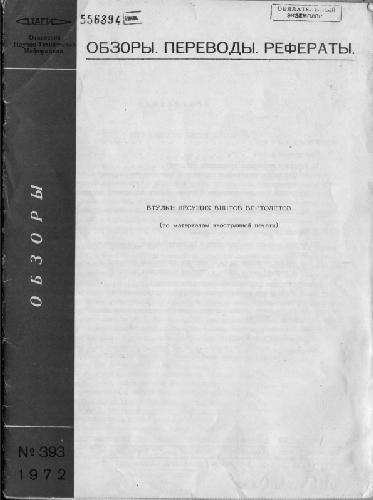 ЦАГИ
Отделение
Научно-Технической
Информации
556394
ОБЯЗАТЕЛЬНЫЙ
ЭКЗЕМПЛЯР
ОБЗОРЫ. ПЕРЕВОДЫ. РЕФЕРАТЫ.
ВТУЛКИ НЕСУЩИХ ВИНТОВ ВЕРТОЛЕТОВ
(по материалам иностранной печати)
ОБЗОРЫ
№ 393
1972